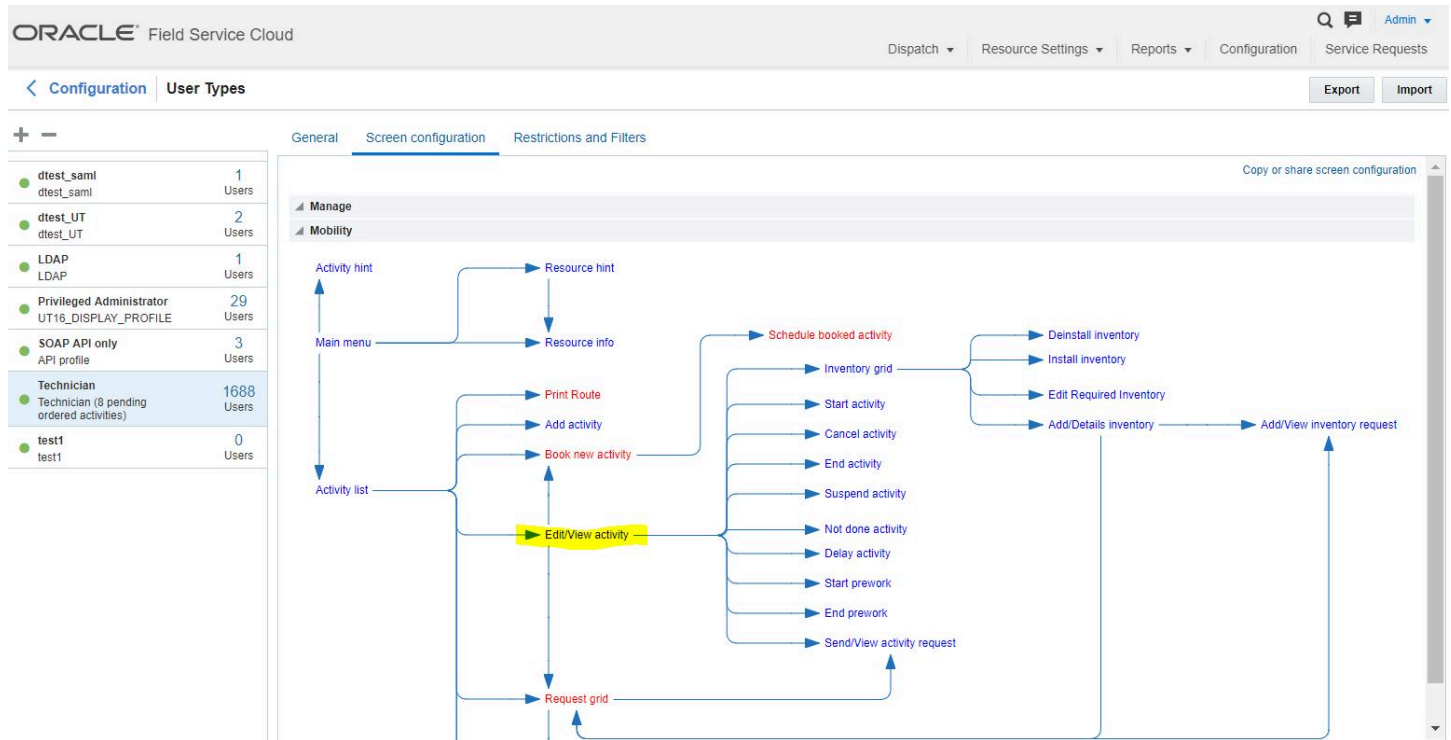 ORACLE Field Service Cloud
Admin
Dispatch Resource Settings Reports Configuration Service Requests
Configuration User Types
Export Import
General Screen configuration Restrictions and Filters
dtest_saml 1
dtest_saml Users
dtest_UT 2
dtest_UT Users
LDAP 1
LDAP Users
Privileged Administrator 29
UT16_DISPLAY_PROFILE Users
SOAP API only 3
API profile Users
Technician 1688
Technician (8 pending Users
ordered activities)
test1 0
test1 Users
Copy or share screen configuration
Manage
Mobility
Activity hint Resource hint
Main menu Resource info
Schedule booked activity
Deinstall inventory
Inventory grid Install inventory
Print Route
Start activity
Edit Required Inventory
Add activity
Cancel activity
Add/Details inventory Add/View inventory request
Book new activity
End activity
Activity list
Suspend activity
Edit/View activity
Not done activity
Delay activity
Start prework
End prework
Send/View activity request
Request grid